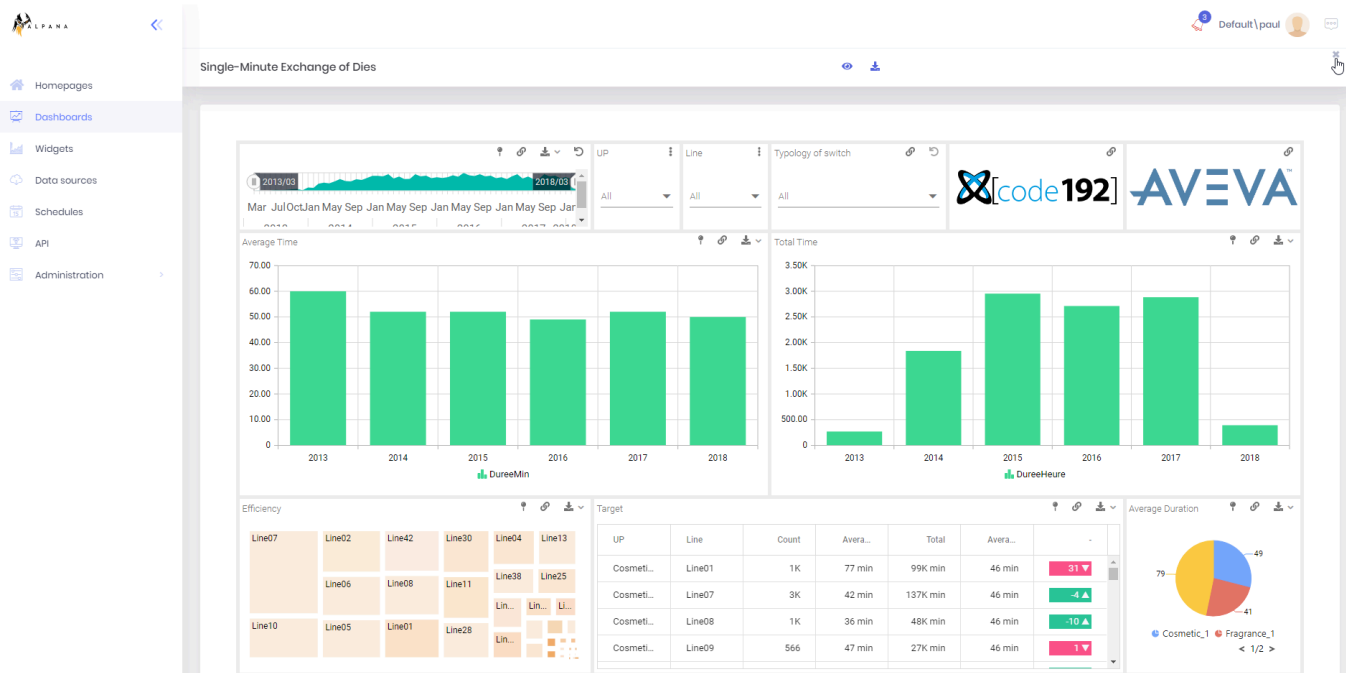 ALPANA
3
Default\paul
Single-Minute Exchange of Dies
Homepages
Dashboards
Widgets
Data sources
Schedules
API
Administration
2013/03
2018/03
Mar JulOctJan May Sep Jan May Sep Jan May Sep Jan May Sep Jar
UP
All
Line
All
Typology of switch
All
[code 192]
AVEVA
Average Time
70.00
60.00
50.00
40.00
30.00
20.00
10.00
0
2013 2014 2015 2016 2017 2018
DureeMin
Total Time
3.50K
3.00K
2.50K
2.00K
1.50K
1.00K
500.00
0
2013 2014 2015 2016 2017 2018
DureeHeure
Efficiency
Line07 Line02 Line42 Line30 Line04 Line13
Line38 Line25
Line06 Line08 Line11
Lin... Lin... Li...
Line10 Line05 Line01 Line28
Lin...
Target
UP Line Count Avera... Total Avera... -
Cosmeti... Line01 1K 77 min 99K min 46 min 31
Cosmeti... Line07 3K 42 min 137K min 46 min -4
Cosmeti... Line08 1K 36 min 48K min 46 min -10
Cosmeti... Line09 566 47 min 27K min 46 min 1
Average Duration
49
79
41
Cosmetic_1 Fragrance_1
< 1/2 >